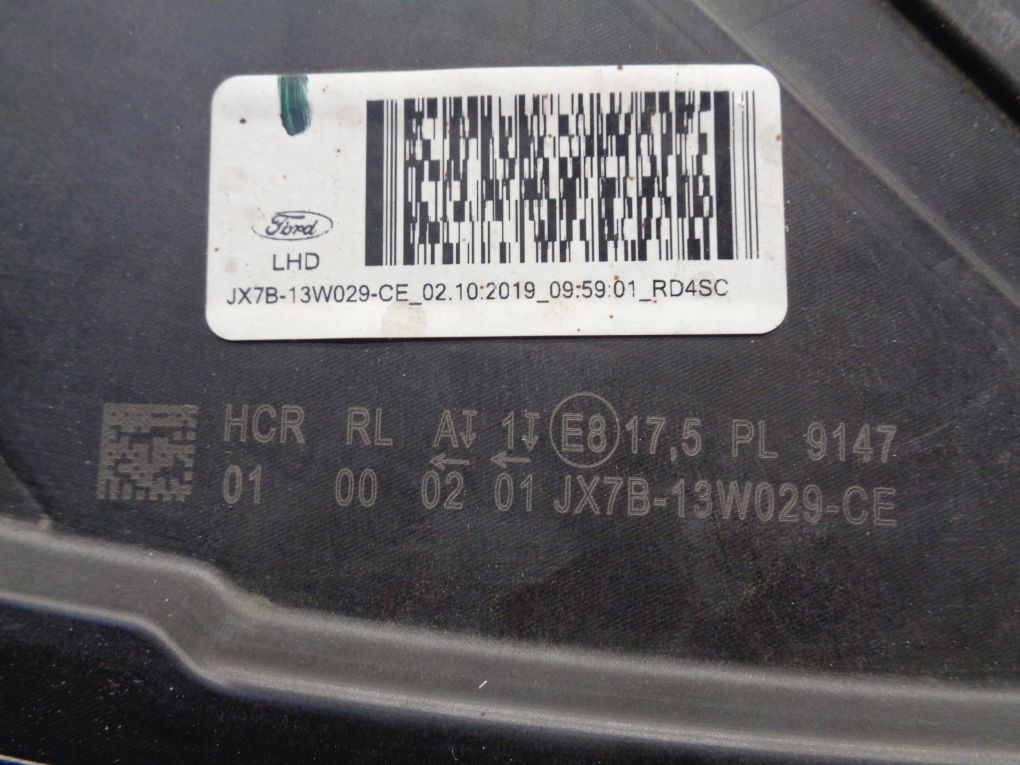 Ford
LHD
JX7B-13W029-CE_02.10:2019_09:59:01_RD4SC
HCR RL A 1 E8 17,5 PL 9147
01 00 02 01 JX7B-13W029-CE